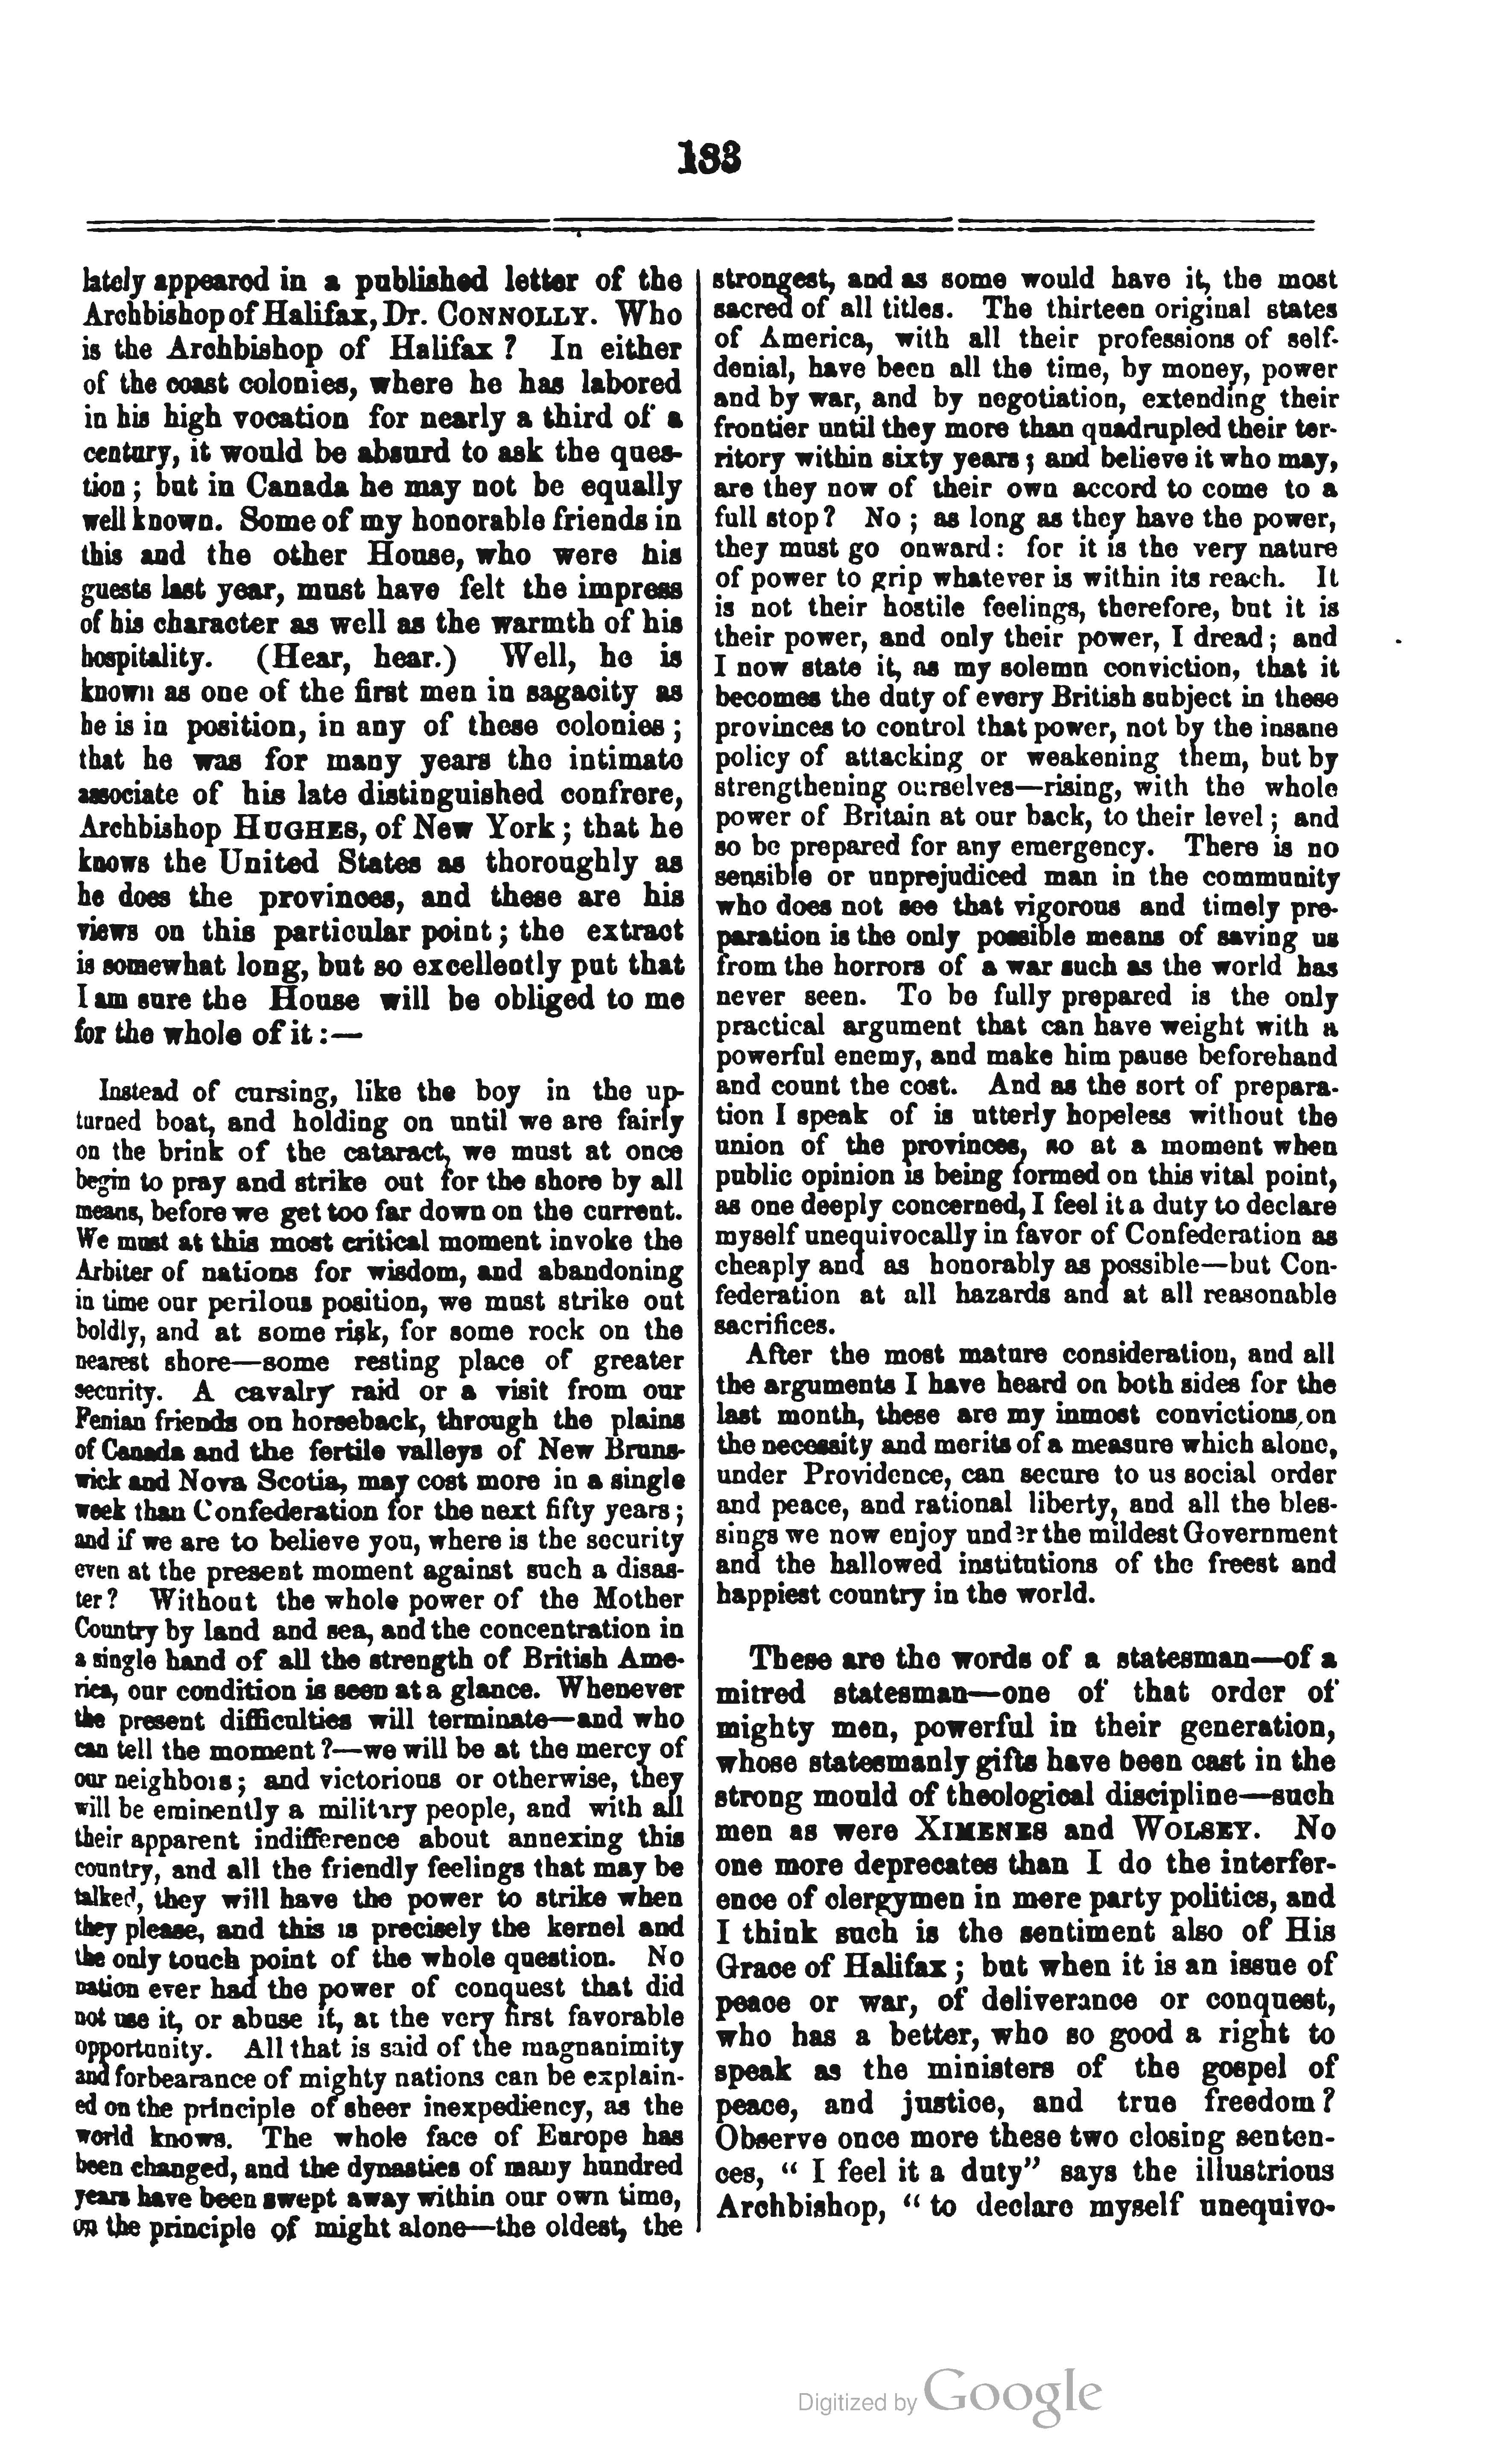 133
lately appeared in a published letter of the
Archbishop of Halifax, Dr. CONNOLLY. Who
is the Archbishop of Halifax ? In either
of the coast colonies, where he has labored
in his high vocation for nearly a third of a
century, it would be absurd to ask the ques-
tion ; but in Canada he may not be equally
well known. Some of my honorable friends in
this and the other House, who were his
guests last year, must have felt the impress
of his character as well as the warmth of his
hospitality. (Hear, hear.) Well, he is
known as one of the first men in sagacity as
he is in position, in any of these colonies ;
that he was for many years the intimate
associate of his late distinguished confrere,
Archbishop HUGHES, of New York ; that he
knows the United States as thoroughly as
he does the provinces, and these are his
views on this particular point ; the extract
is somewhat long, but so excellently put that
I am sure the House will be obliged to me
for the whole of it :—
Instead of cursing, like the boy in the up-
turned boat, and holding on until we are fairly
on the brink of the cataract, we must at once
begin to pray and strike out for the shore by all
means, before we get too far down on the current.
We must at this most critical moment invoke the
Arbiter of nations for wisdom, and abandoning
in time our perilous position, we must strike out
boldly, and at some risk, for some rock on the
nearest shore—some resting place of greater
security. A cavalry raid or a visit from our
Fenian friends on horseback, through the plains
of Canada and the fertile valleys of New Bruns-
wick and Nova Scotia, may cost more in a single
week than Confederation for the next fifty years ;
and if we are to believe you, where is the security
even at the present moment against such a disas-
ter ? Without the whole power of the Mother
Country by land and sea, and the concentration in
a single hand of all the strength of British Ame-
rica, our condition is seen at a glance. Whenever
the present difficulties will terminate—and who
can tell the moment ?—we will be at the mercy of
our neighbors ; and victorious or otherwise, they
will be eminently a military people, and with all
their apparent indifference about annexing this
country, and all the friendly feelings that may be
talked, they will have the power to strike when
they please, and this is precisely the kernel and
the only touch point of the whole question. No
nation ever had the power of conquest that did
not use it, or abuse it, at the very first favorable
opportunity. All that is said of the magnanimity
and forbearance of mighty nations can be explain-
ed on the principle of sheer inexpediency, as the
world knows. The whole face of Europe has
been changed, and the dynasties of many hundred
years have been swept away within our own time,
on the principle of might alone—the oldest, the
strongest, and as some would have it, the most
sacred of all titles. The thirteen original states
of America, with all their professions of self-
denial, have been all the time, by money, power
and by war, and by negotiation, extending their
frontier until they more than quadrupled their ter-
ritory within sixty years ; and believe it who may,
are they now of their own accord to come to a
full stop ? No ; as long as they have the power,
they must go onward : for it is the very nature
of power to grip whatever is within its reach. It
is not their hostile feelings, therefore, but it is
their power, and only their power, I dread ; and
I now state it, as my solemn conviction, that it
becomes the duty of every British subject in these
provinces to control that power, not by the insane
policy of attacking or weakening them, but by
strengthening ourselves—rising, with the whole
power of Britain at our back, to their level ; and
so be prepared for any emergency. There is no
sensible or unprejudiced man in the community
who does not see that vigorous and timely pre-
paration is the only possible means of saving us
from the horrors of a war such as the world has
never seen. To be fully prepared is the only
practical argument that can have weight with a
powerful enemy, and make him pause beforehand
and count the cost. And as the sort of prepara-
tion I speak of is utterly hopeless without the
union of the provinces, so at a moment when
public opinion is being formed on this vital point,
as one deeply concerned, I feel it a duty to declare
myself unequivocally in favor of Confederation as
cheaply and as honorably as possible—but Con-
federation at all hazards and at all reasonable
sacrifices.
After the most mature consideration, and all
the arguments I have heard on both sides for the
last month, these are my inmost convictions, on
the necessity and merits of a measure which alone,
under Providence, can secure to us social order
and peace, and rational liberty, and all the bles-
sings we now enjoy under the mildest Government
and the hallowed institutions of the freest and
happiest country in the world.
These are the words of a statesman—of a
mitred statesman—one of that order of
mighty men, powerful in their generation,
whose statesmanly gifts have been cast in the
strong mould of theological discipline—such
men as were XIMENES and WOLSEY. No
one more deprecates than I do the interfer-
ence of clergymen in mere party politics, and
I think such is the sentiment also of His
Grace of Halifax ; but when it is an issue of
peace or war, of deliverance or conquest,
who has a better, who so good a right to
speak as the ministers of the gospel of
peace, and justice, and true freedom ?
Observe once more these two closing senten-
ces, " I feel it a duty" says the illustrious
Archbishop, " to declare myself unequivo-
Digitized by Google